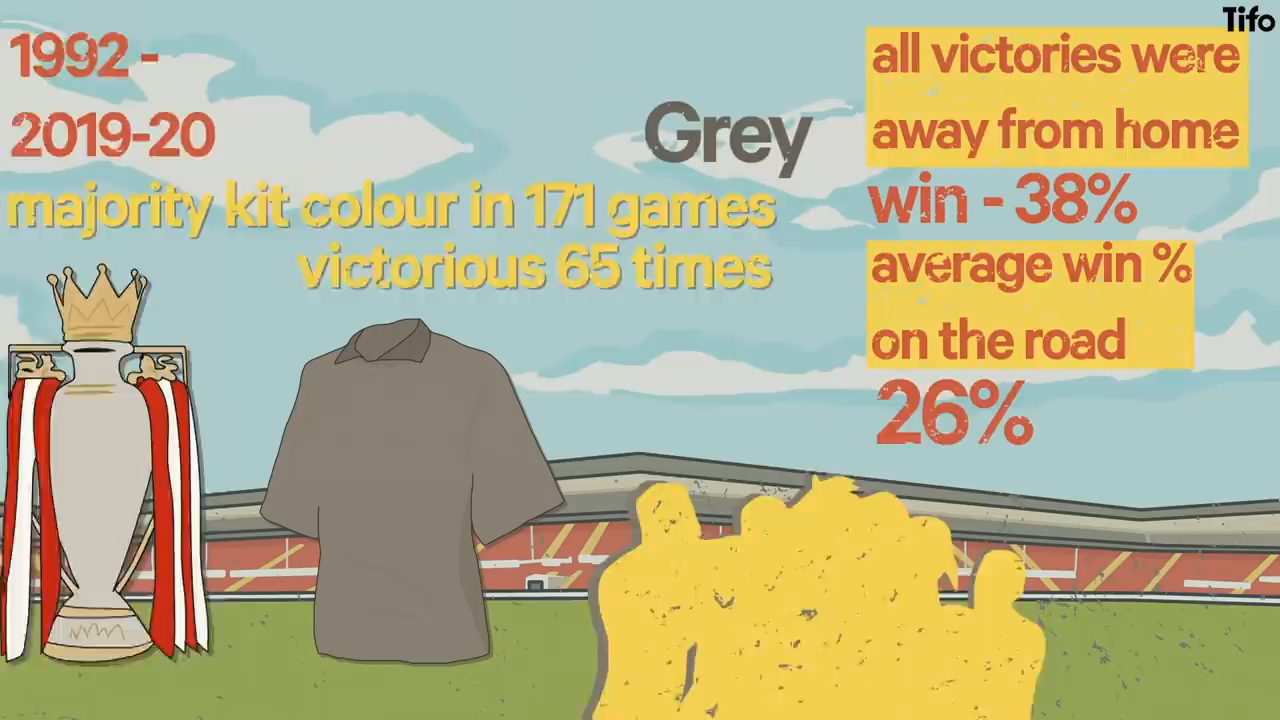 Tifo
1992 -
2019-20
majority kit colour in 171 games
victorious 65 times
Grey
all victories were
away from home
win - 38%
average win %
on the road
26%